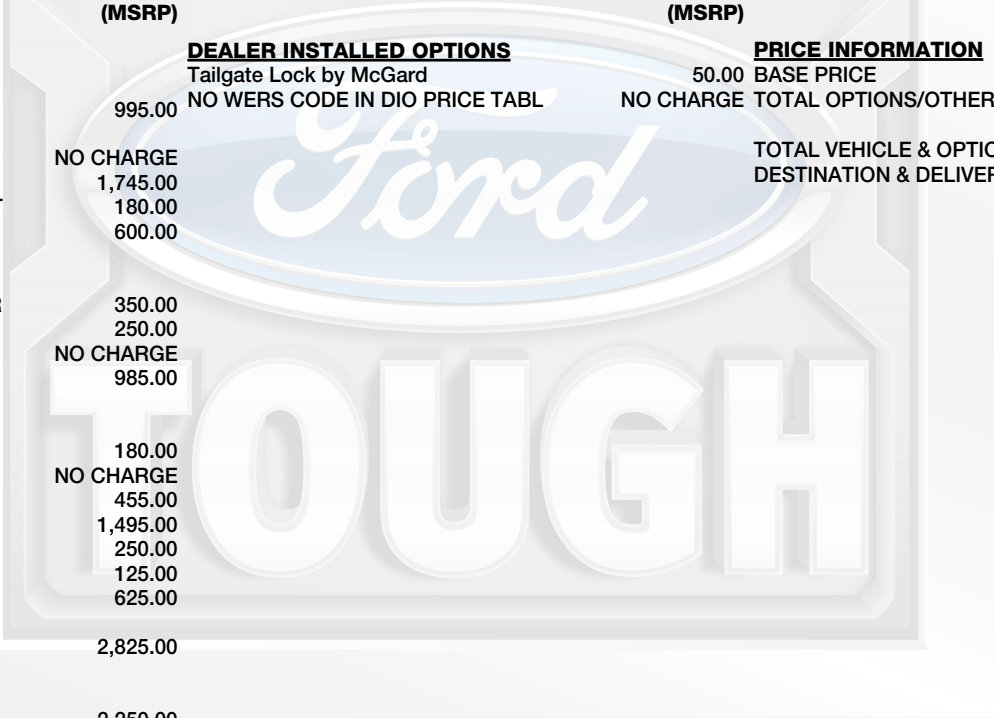 (MSRP)
(MSRP)
DEALER INSTALLED OPTIONS
PRICE INFORMATION
Tailgate Lock by McGard 50.00 BASE PRICE
995.00 NO WERS CODE IN DIO PRICE TABL NO CHARGE TOTAL OPTIONS/OTHER
NO CHARGE
TOTAL VEHICLE & OPTIO
1,745.00
DESTINATION & DELIVER
180.00
600.00
Ford
R 350.00
250.00
NO CHARGE
985.00
TOUGH
180.00
NO CHARGE
455.00
1,495.00
250.00
125.00
625.00
2,825.00